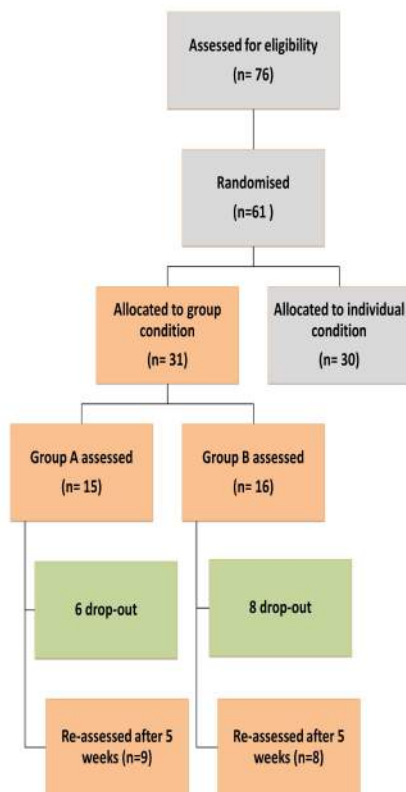 Assessed for eligibility
(n= 76)
Randomised
(n=61 )
Allocated to group
condition
(n= 31)
Allocated to individual
condition
(n= 30)
Group A assessed
(n= 15)
Group B assessed
(n= 16)
6 drop-out
8 drop-out
Re-assessed after 5
weeks (n=9)
Re-assessed after 5
weeks (n=8)